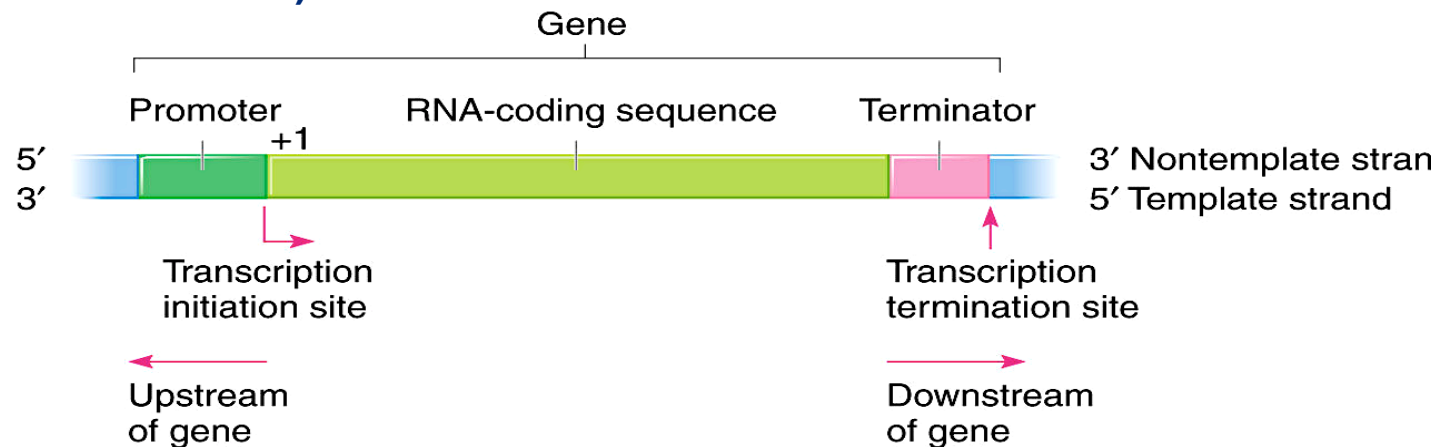 Gene
Promoter
RNA-coding sequence
Terminator
+1
5′
3′ Nontemplate stran
3′
5′ Template strand
Transcription
initiation site
Transcription
termination site
Upstream
of gene
Downstream
of gene